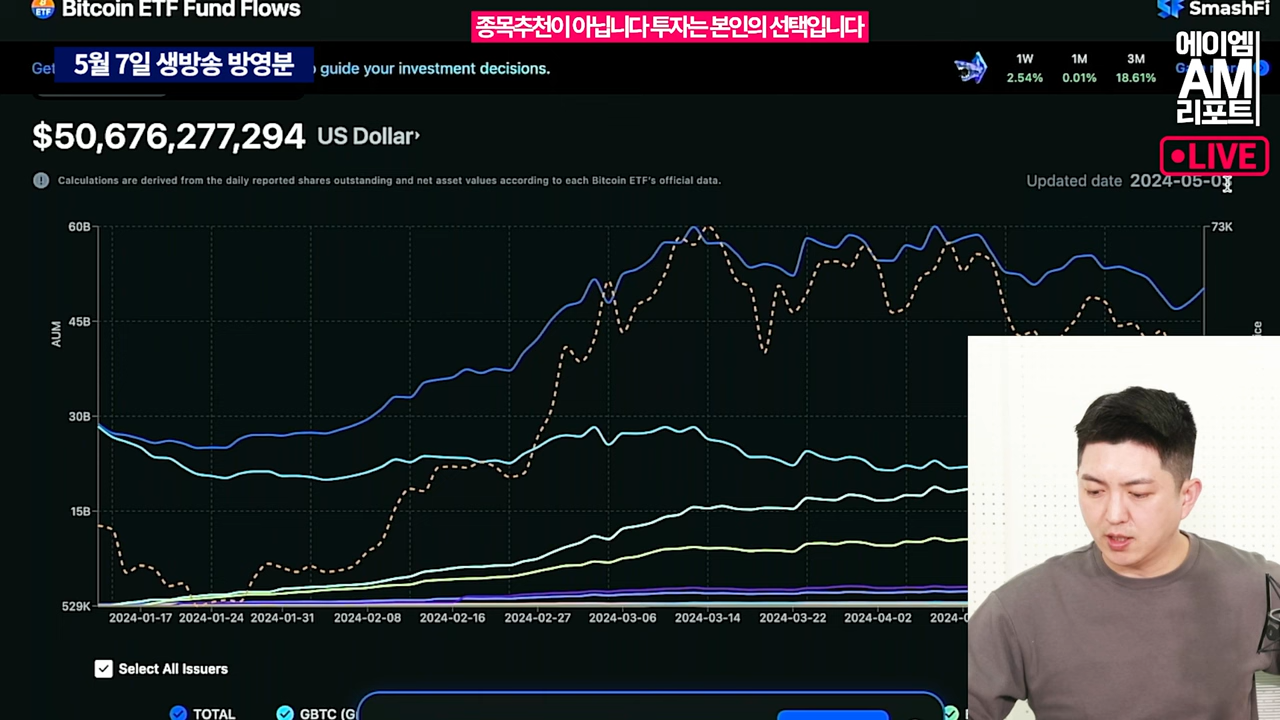 Bitcoin ETF Fund Flows
종목추천이 아닙니다 투자는 본인의 선택입니다
SmashFi
5월 7일 생방송 방영분
guide your investment decisions.
1W 1M 3M
2.54% 0.01% 18.61%
에이엠
AM
리포트
LIVE
$50,676,277,294 US Dollar
Calculations are derived from the daily reported shares outstanding and net asset values according to each Bitcoin ETF's official data.
Updated date 2024-05-0
60B
73K
45B
AUM
30B
15B
529K
2024-01-17 2024-01-24 2024-01-31 2024-02-08 2024-02-16 2024-02-27 2024-03-06 2024-03-14 2024-03-22 2024-04-02
Select All Issuers
TOTAL GBTC